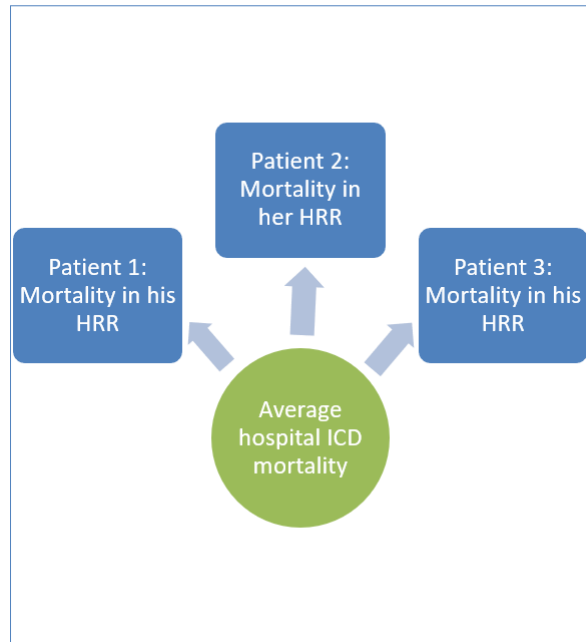 Patient 2:
Mortality in
her HRR
Patient 1:
Mortality in his
HRR
Patient 3:
Mortality in his
HRR
Average
hospital ICD
mortality